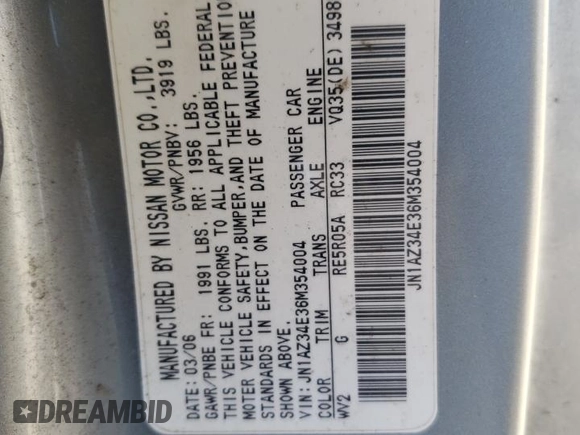 MANUFACTURED BY NISSAN MOTOR CO.,LTD.
DATE: 03/06 GVWR/PNBV: 3919 LBS.
GAWR/PNBE FR: 1991 LBS. RR: 1956 LBS.
THIS VEHICLE CONFORMS TO ALL APPLICABLE FEDERAL
MOTOR VEHICLE SAFETY,BUMPER,AND THEFT PREVENTION
STANDARDS IN EFFECT ON THE DATE OF MANUFACTURE
SHOWN ABOVE.
VIN: JN1AZ34E36M354004 PASSENGER CAR
COLOR TRIM TRANS AXLE ENGINE
WV2 G RE5R05A RC33 VQ35(DE) 3498
JN1AZ34E36M354004
DREAMBID